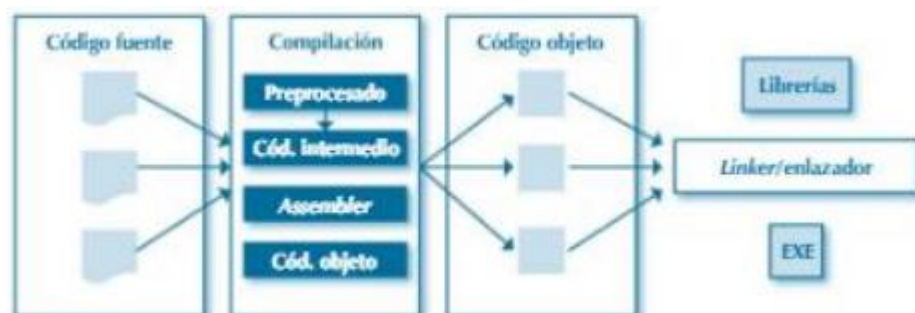 Código fuente
Compilación
Preprocesado
Cód. intermedio
Assembler
Cód. objeto
Código objeto
Librerías
Linker/enlazador
EXE